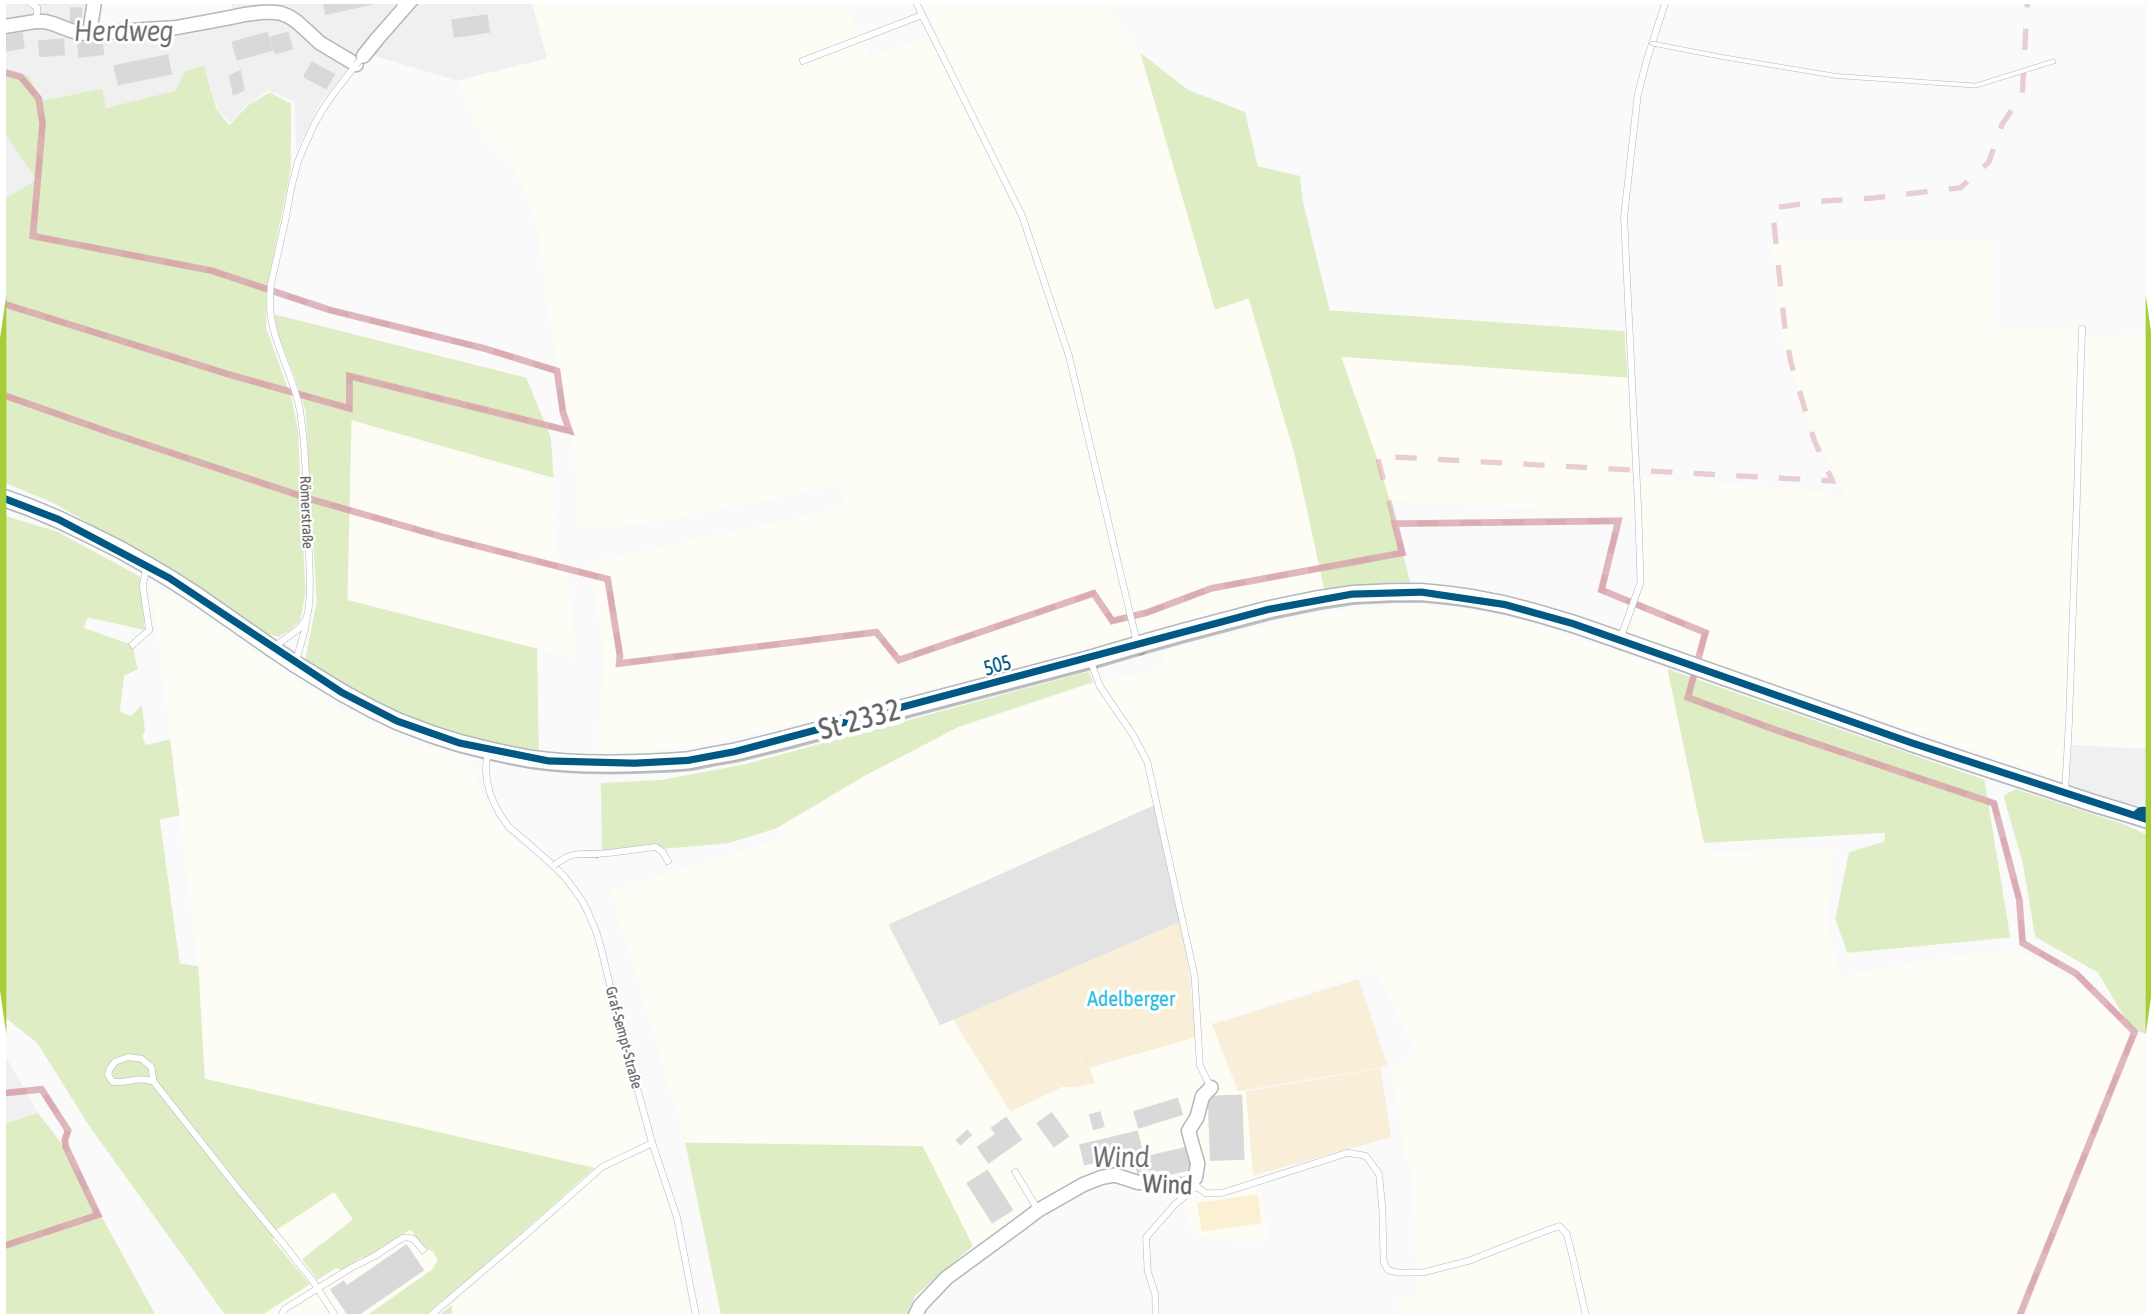 Herdweg
Römerstraße
505
St 2332
Adelberger
Graf-Sempt-Straße
Wind
Wind